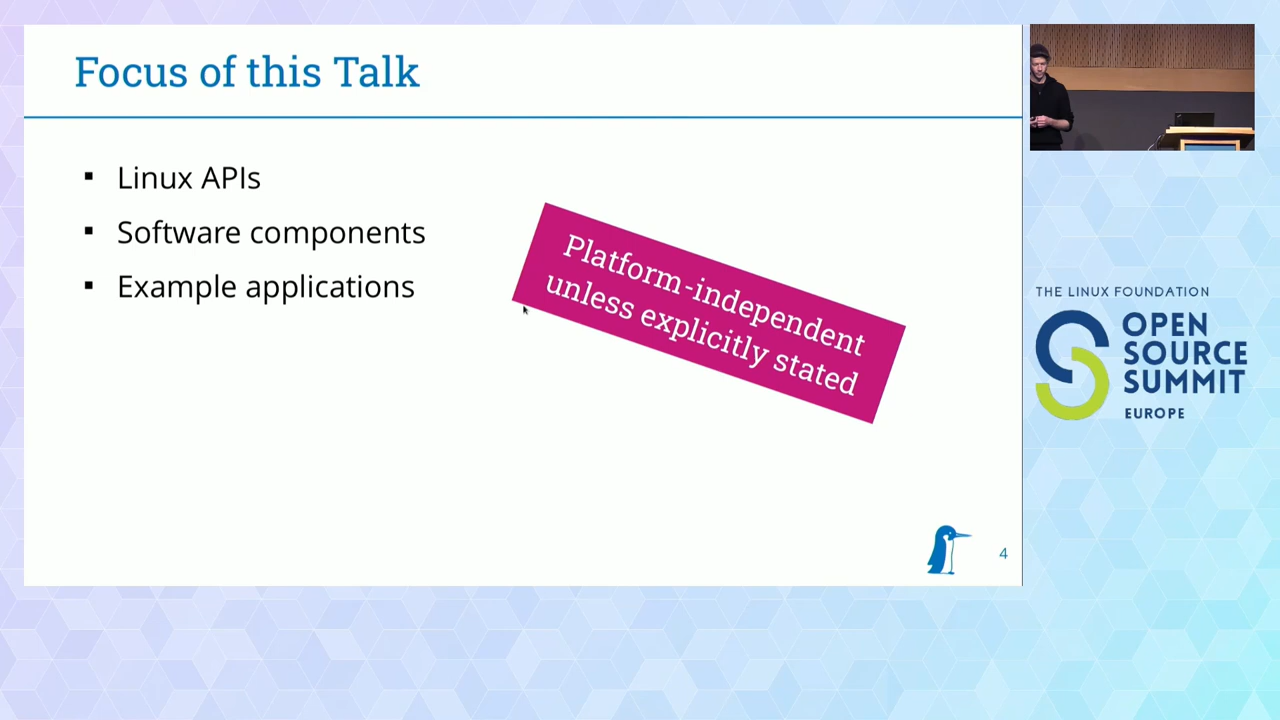 Focus of this Talk
Linux APIs
Software components
Example applications
Platform-independent
unless explicitly stated
4
THE LINUX FOUNDATION
OPEN
SOURCE
SUMMIT
EUROPE